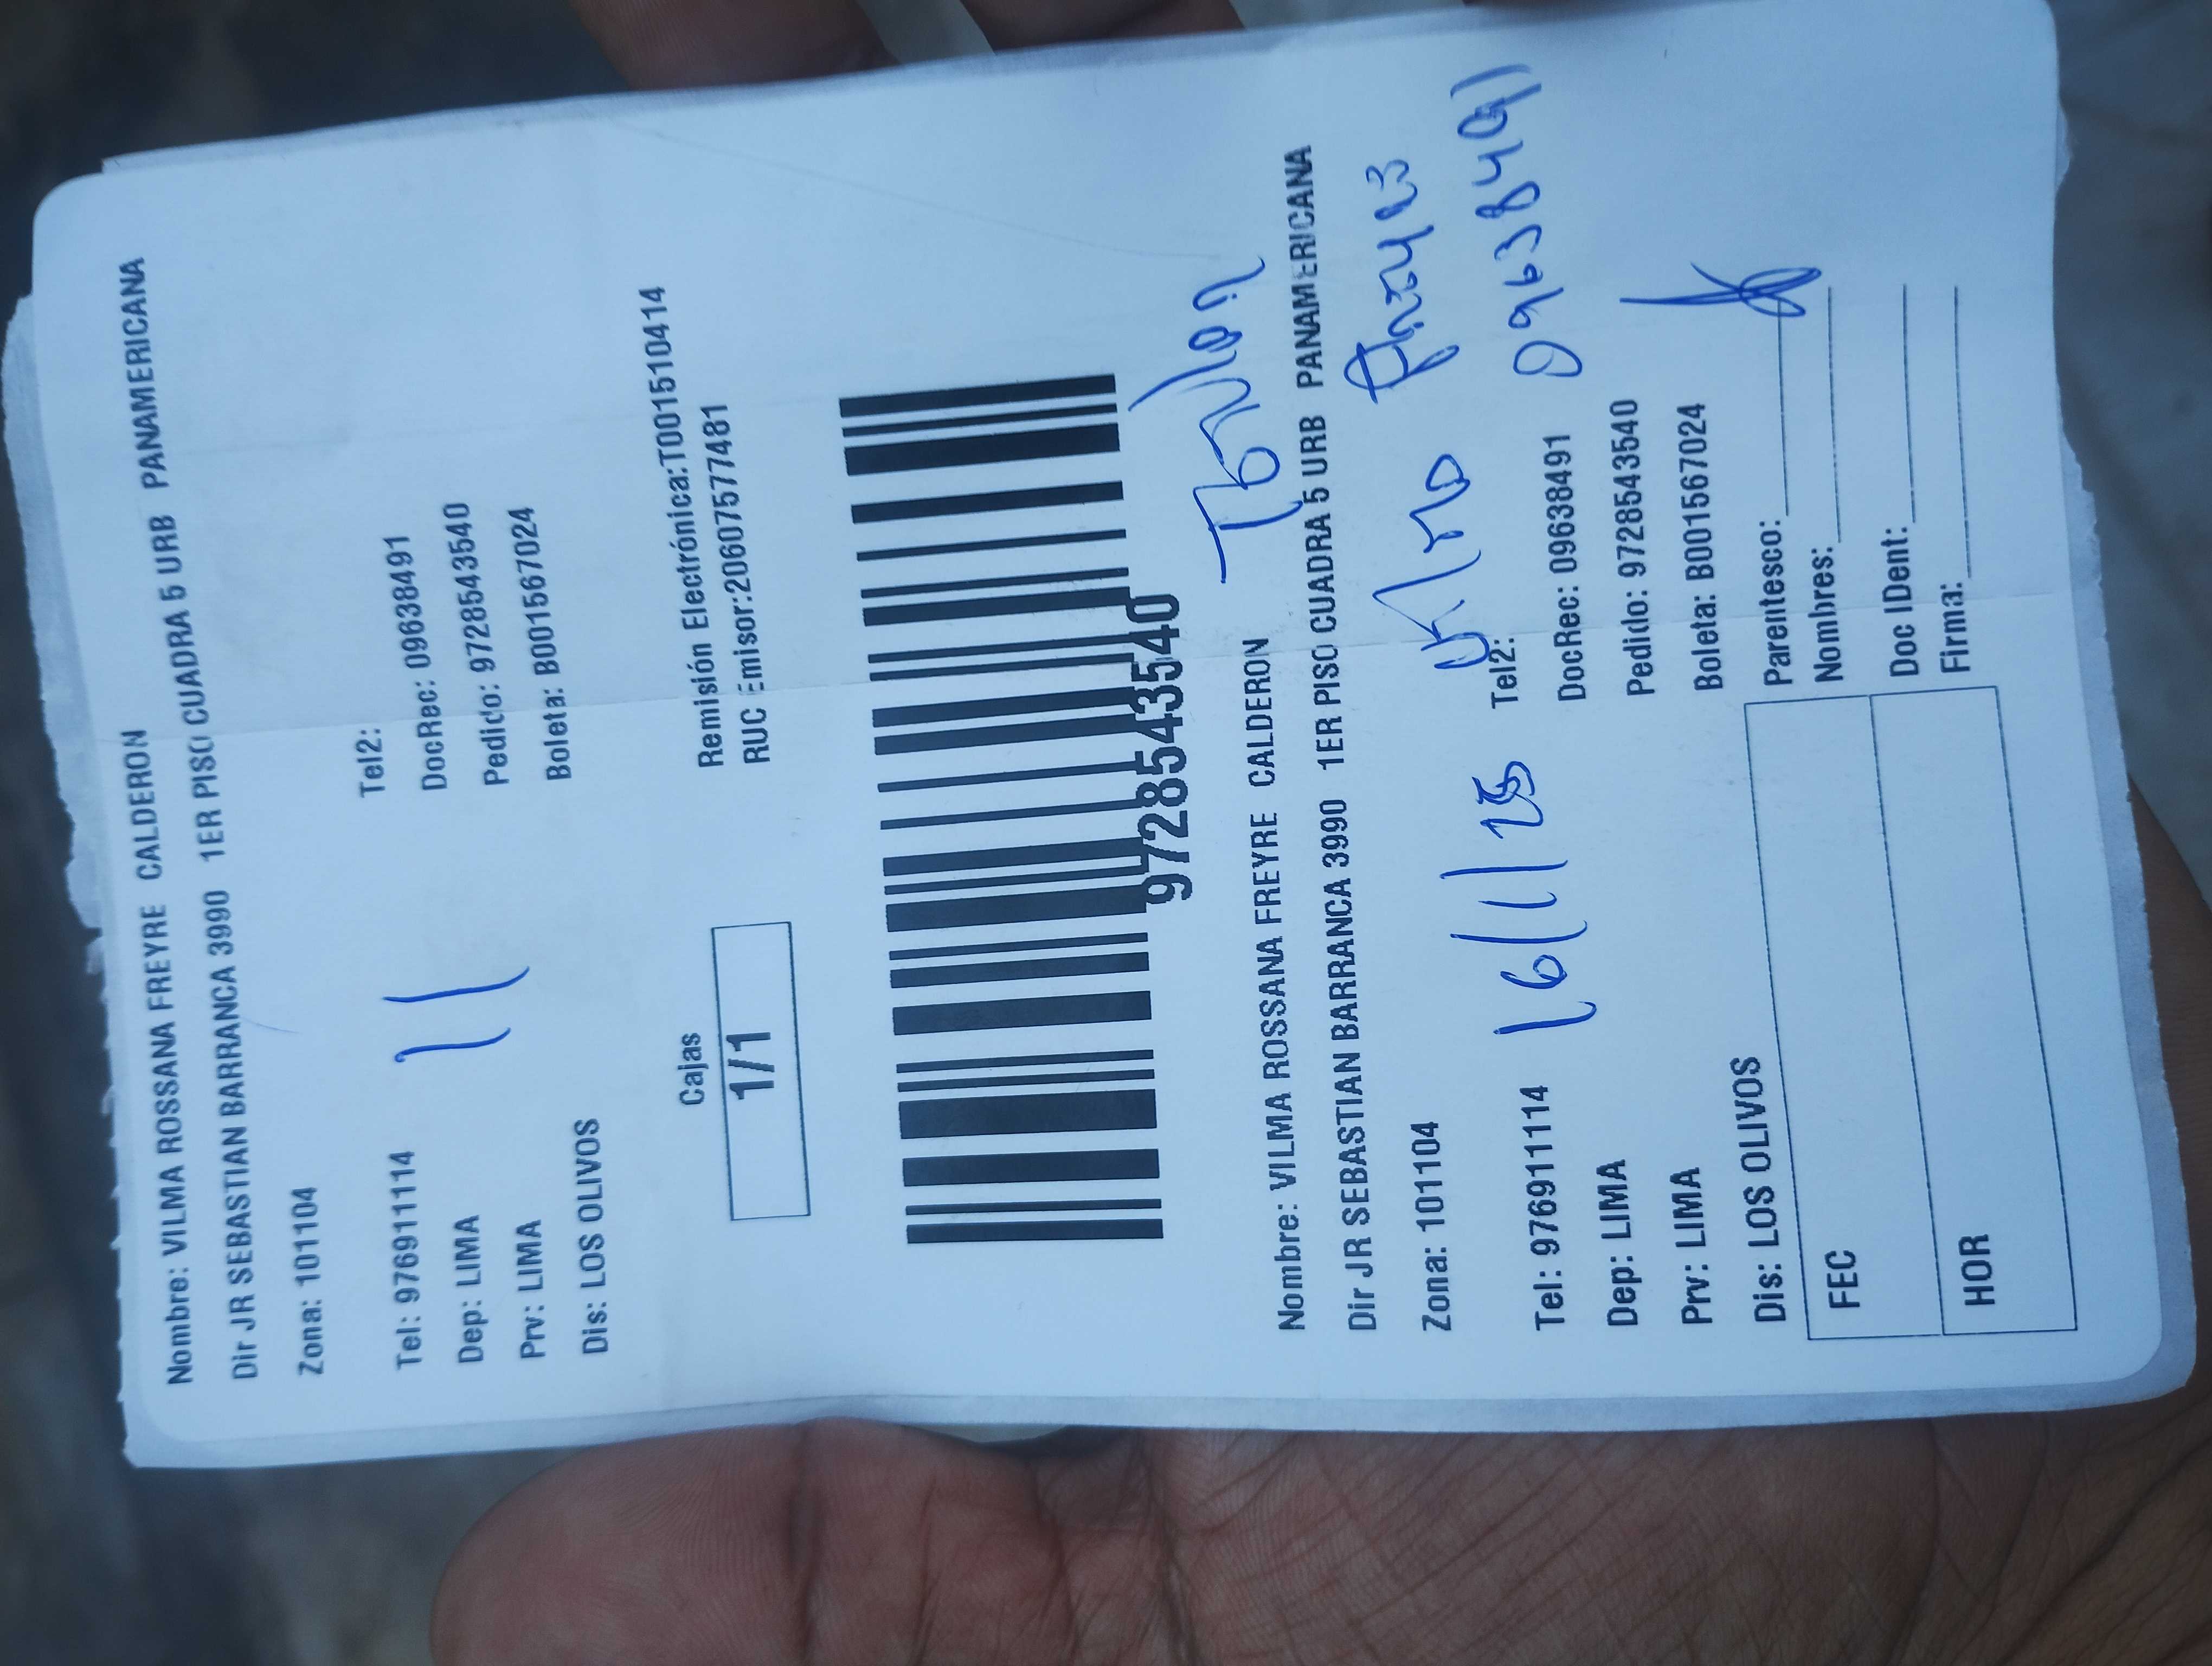 Nombre: VILMA ROSSANA FREYRE CALDERON
Dir JR SEBASTIAN BARRANCA 3990 1ER PISO CUADRA 5 URB PANAMERICANA
Zona: 101104
Tel: 976911114 Tel2:
Dep: LIMA DocRec: 09638491
Prv: LIMA Pedido: 9728543540
Dis: LOS OLIVOS Boleta: B001567024
Cajas
1/1
Remisión Electrónica:T001510414
RUC Emisor:20607577481
9728543540
Nombre: VILMA ROSSANA FREYRE CALDERON
Dir JR SEBASTIAN BARRANCA 3990 1ER PISO CUADRA 5 URB PANAMERICANA
Zona: 101104
09638491
Tel: 976911114 16/1/25 Tel2:
Dep: LIMA DocRec: 09638491
Prv: LIMA Pedido: 9728543540
Dis: LOS OLIVOS Boleta: B001567024
FEC
HOR
Parentesco:
Nombres:
Doc IDent:
Firma: